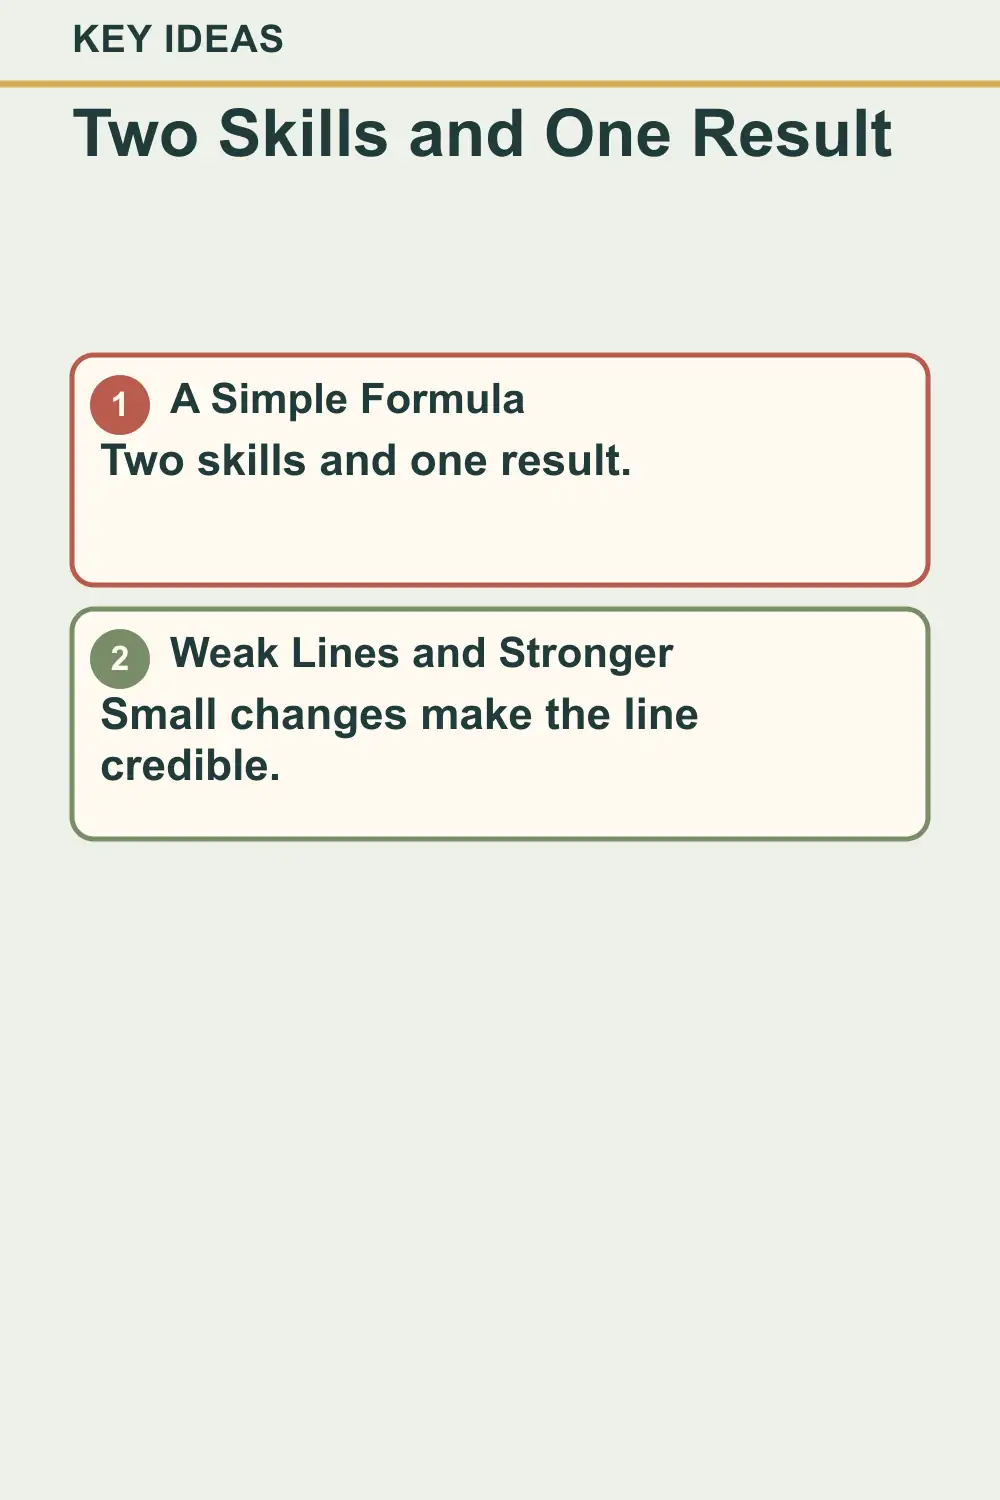 KEY IDEAS
Two Skills and One Result
1 A Simple Formula
Two skills and one result.
2 Weak Lines and Stronger
Small changes make the line
credible.